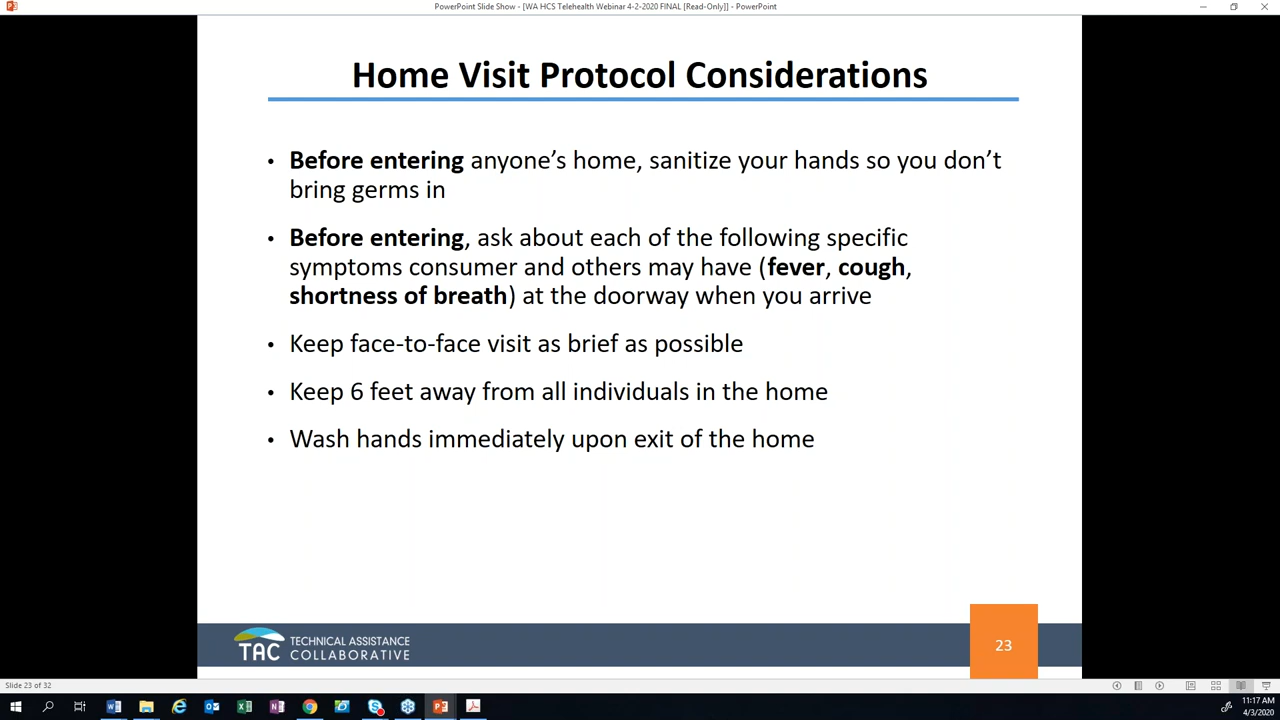 PowerPoint Slide Show - [WA HCS Telehealth Webinar 4-2-2020 FINAL [Read-Only]] - PowerPoint
Home Visit Protocol Considerations
• Before entering anyone’s home, sanitize your hands so you don’t
bring germs in
• Before entering, ask about each of the following specific
symptoms consumer and others may have (fever, cough,
shortness of breath) at the doorway when you arrive
• Keep face-to-face visit as brief as possible
• Keep 6 feet away from all individuals in the home
• Wash hands immediately upon exit of the home
TAC
TECHNICAL ASSISTANCE
COLLABORATIVE
23
Slide 23 of 32
11:17 AM
4/3/2020